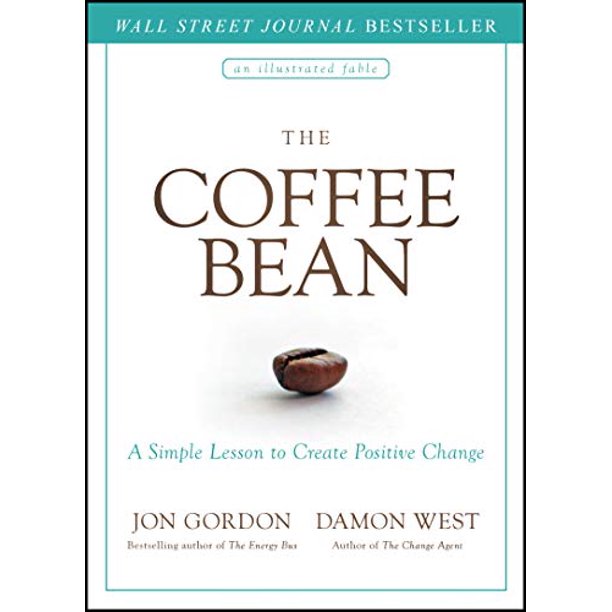 WALL STREET JOURNAL BESTSELLER
an illustrated fable
THE
COFFEE
BEAN
A Simple Lesson to Create Positive Change
JON GORDON DAMON WEST
Bestselling author of The Energy Bus Author of The Change Agent